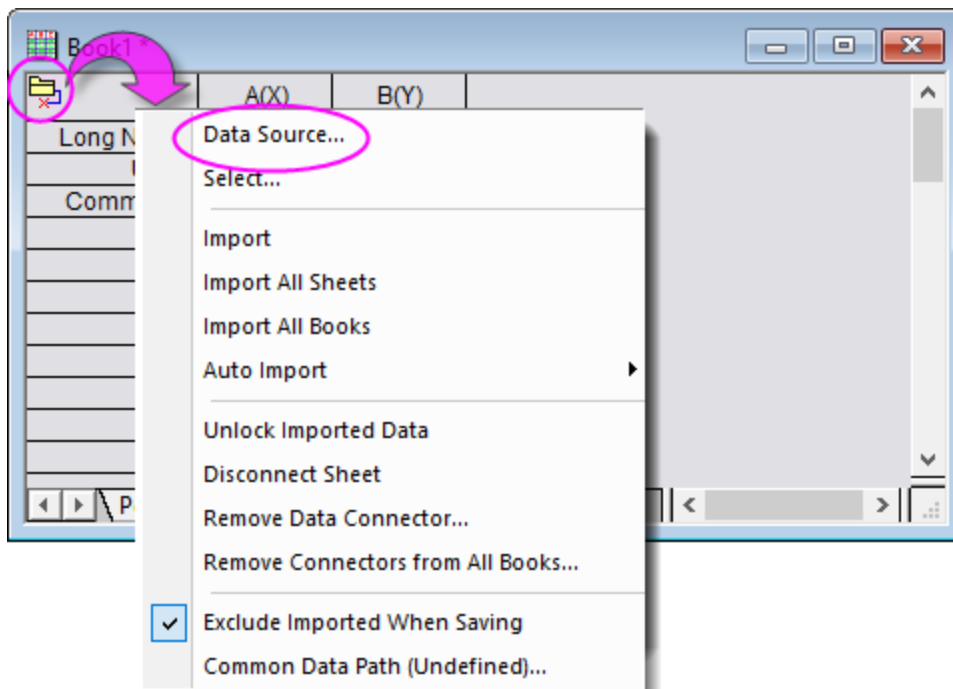 Book1 *
A(X) B(Y)
Long N
Comm
Data Source...
Select...
Import
Import All Sheets
Import All Books
Auto Import
Unlock Imported Data
Disconnect Sheet
Remove Data Connector...
Remove Connectors from All Books...
Exclude Imported When Saving
Common Data Path (Undefined)...
P